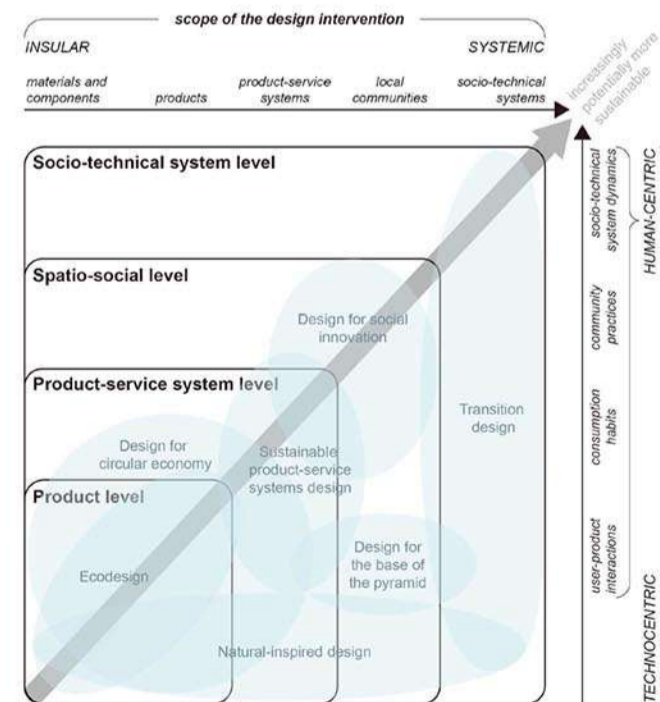 scope of the design intervention
INSULAR
SYSTEMIC
materials and
components
products
product-service
systems
local
communities
socio-technical
systems
increasingly
potentially more
sustainable
Socio-technical system level
Spatio-social level
Product-service system level
Product level
Design for social
innovation
Design for
circular economy
Sustainable
product-service
systems design
Transition
design
Ecodesign
Design for
the base of
the pyramid
Natural-inspired design
socio-technical
system dynamics
community
practices
consumption
habits
user-product
interactions
HUMAN-CENTRIC
TECHNOCENTRIC